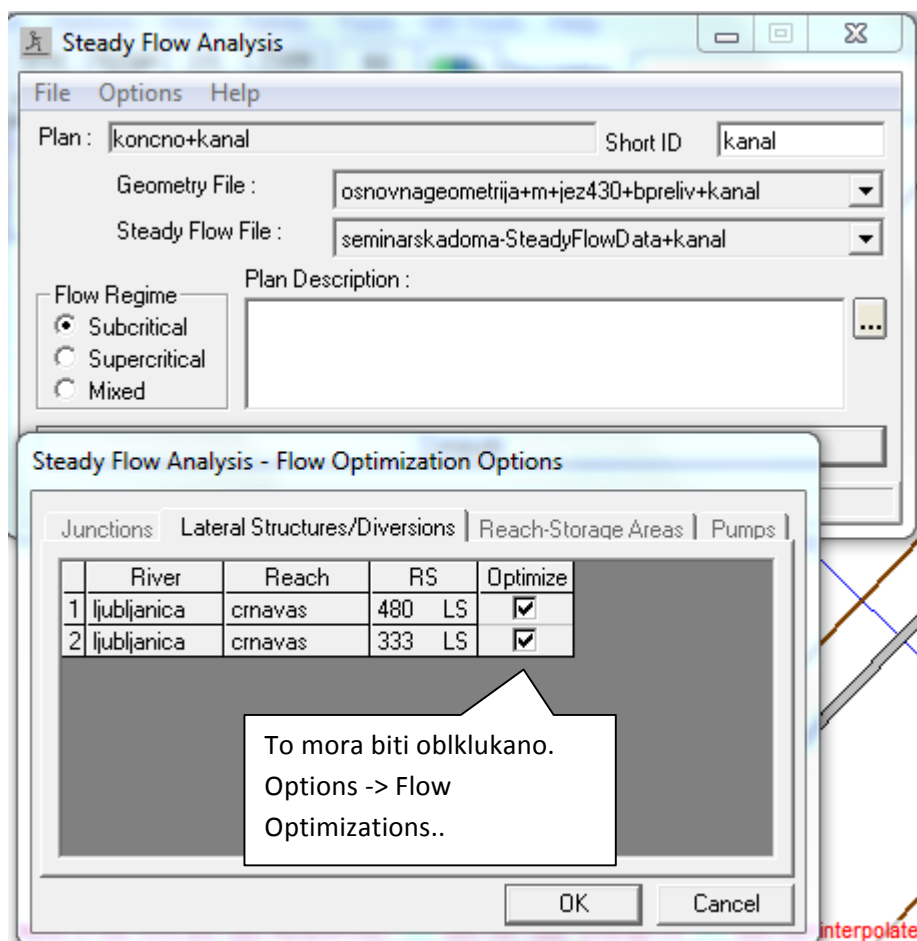 Steady Flow Analysis
File Options Help
Plan : koncno+kanal Short ID kanal
Geometry File : osnovnageometrija+m+jez430+bpreliv+kanal
Steady Flow File : seminarskadoma-SteadyFlowData+kanal
Plan Description :
Flow Regime
Subcritical
Supercritical
Mixed
...
Steady Flow Analysis - Flow Optimization Options
Junctions Lateral Structures/Diversions Reach-Storage Areas Pumps
River Reach RS Optimize
1 ljubljanica crnavas 480 LS
2 ljubljanica crnavas 333 LS
To mora biti oblklukano.
Options -> Flow
Optimizations..
OK Cancel
interpolate